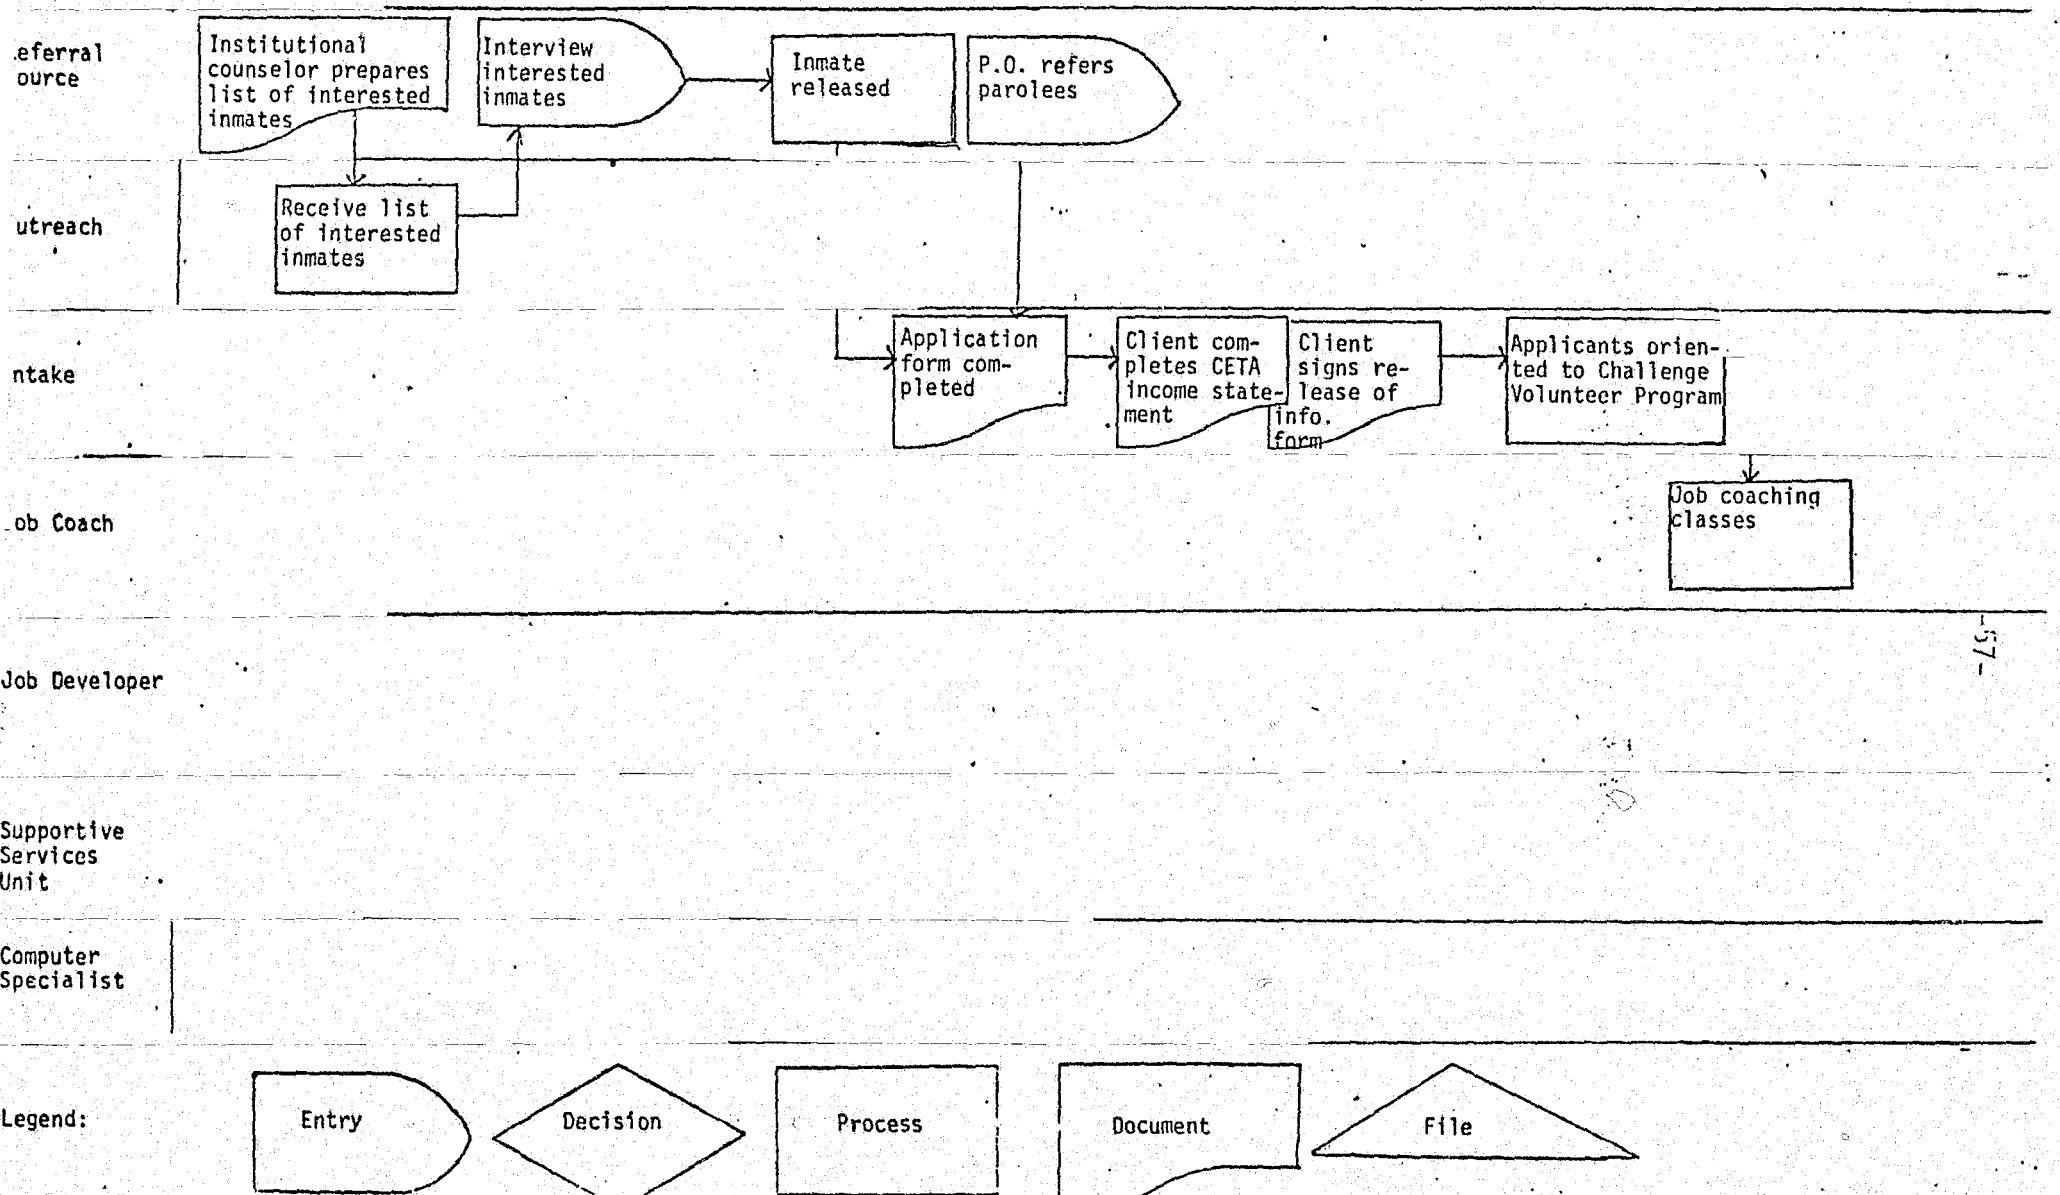 eferral
ource
Institutional
counselor prepares
list of interested
inmates
Interview
interested
inmates
Inmate
released
P.O. refers
parolees
utreach
Receive list
of interested
inmates
ntake
Application
form com-
pleted
Client com-
pletes CETA
income state-
ment
Client
signs re-
lease of
info.
form
Applicants orien-
ted to Challenge
Volunteer Program
ob Coach
Job coaching
classes
-57-
Job Developer
Supportive
Services
Unit
Computer
Specialist
Legend:
Entry
Decision
Process
Document
File